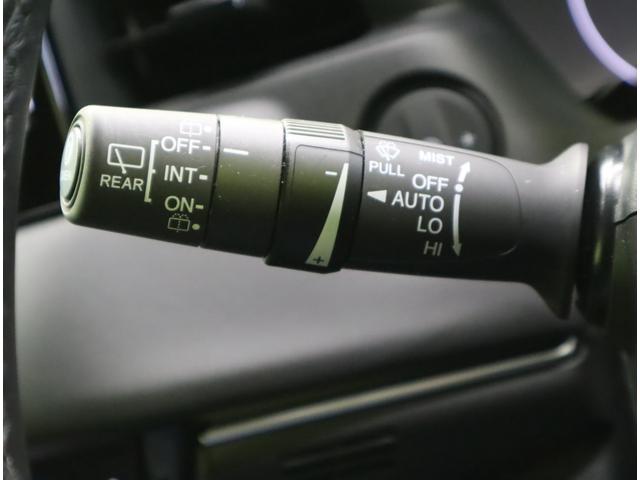 OFF
INT
ON
REAR
- +
PULL
MIST
OFF
AUTO
LO
HI